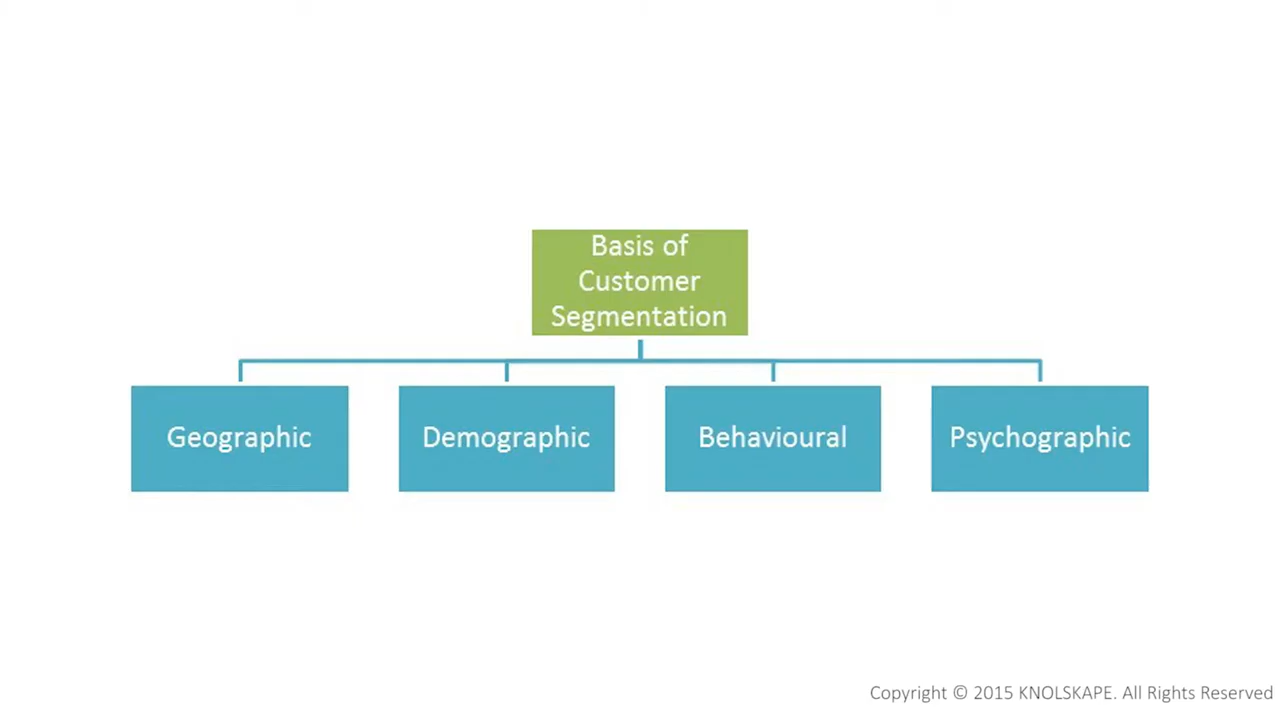 Basis of
Customer
Segmentation
Geographic
Demographic
Behavioural
Psychographic
Copyright © 2015 KNOLSKAPE. All Rights Reserved